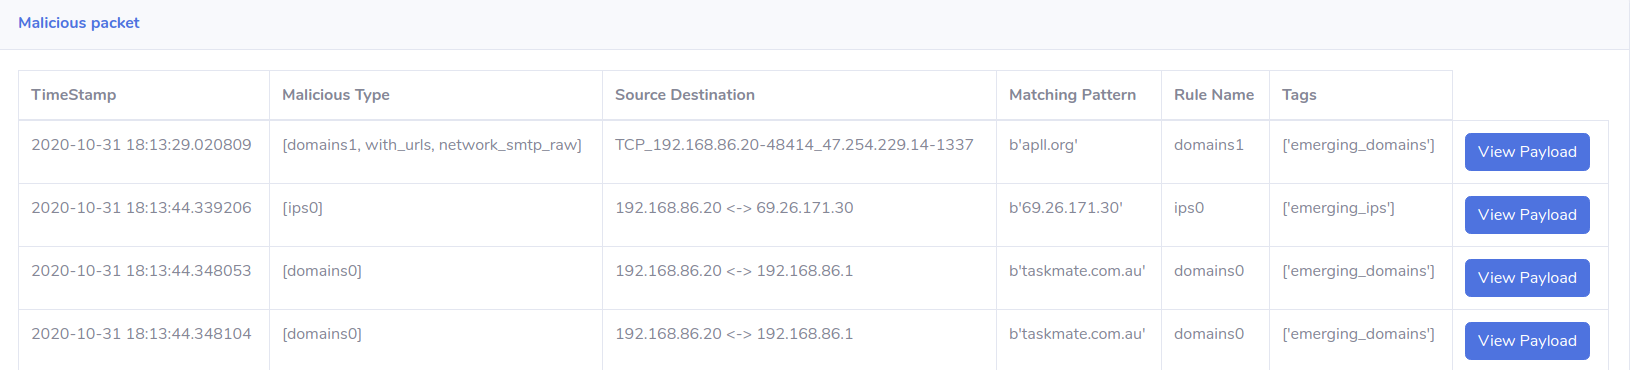 Malicious packet
TimeStamp Malicious Type Source Destination Matching Pattern Rule Name Tags
2020-10-31 18:13:29.020809 [domains1, with_urls, network_smtp_raw] TCP_192.168.86.20-48414_47.254.229.14-1337 b'apll.org' domains1 ['emerging_domains'] View Payload
2020-10-31 18:13:44.339206 [ips0] 192.168.86.20 <-> 69.26.171.30 b'69.26.171.30' ips0 ['emerging_ips'] View Payload
2020-10-31 18:13:44.348053 [domains0] 192.168.86.20 <-> 192.168.86.1 b'taskmate.com.au' domains0 ['emerging_domains'] View Payload
2020-10-31 18:13:44.348104 [domains0] 192.168.86.20 <-> 192.168.86.1 b'taskmate.com.au' domains0 ['emerging_domains'] View Payload